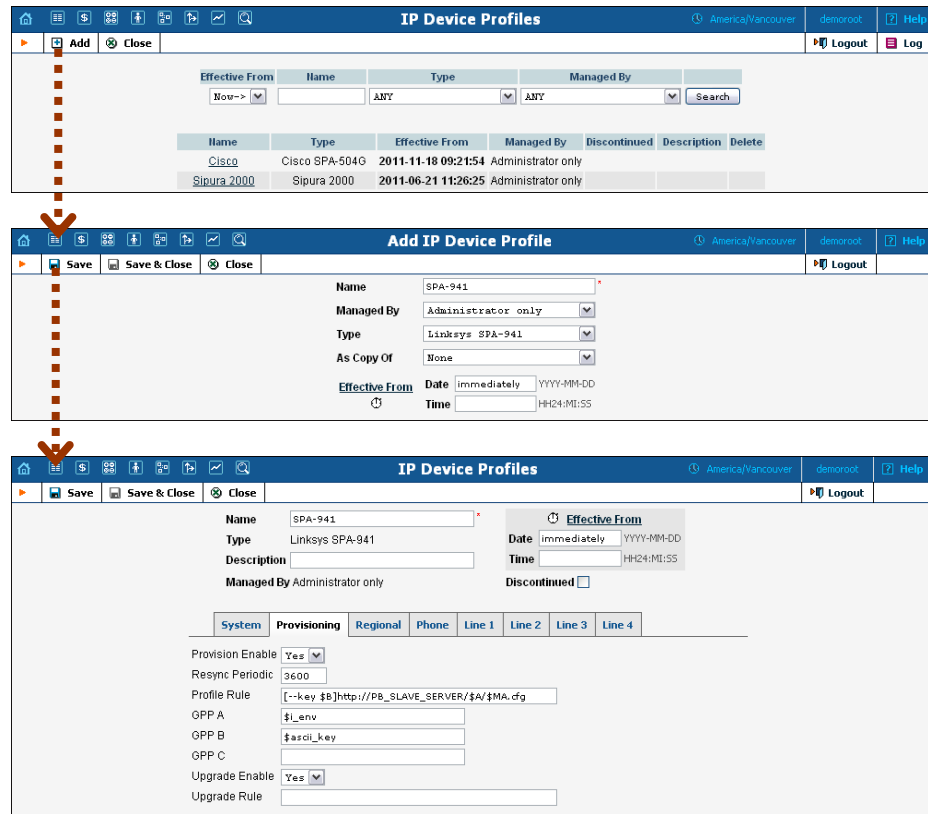 IP Device Profiles America/Vancouver demoroot ? Help
Add Close Logout Log
Effective From Name Type Managed By
Now-> ANY ANY Search
Name Type Effective From Managed By Discontinued Description Delete
Cisco Cisco SPA-504G 2011-11-18 09:21:54 Administrator only
Sipura 2000 Sipura 2000 2011-06-21 11:26:25 Administrator only
Add IP Device Profile America/Vancouver demoroot ? Help
Save Save & Close Close Logout
Name SPA-941 *
Managed By Administrator only
Type Linksys SPA-941
As Copy Of None
Effective From Date immediately YYYY-MM-DD
Time HH24:MI:SS
IP Device Profiles America/Vancouver demoroot ? Help
Save Save & Close Close Logout
Name SPA-941 * Effective From
Type Linksys SPA-941 Date immediately YYYY-MM-DD
Description Time HH24:MI:SS
Managed By Administrator only Discontinued
System Provisioning Regional Phone Line 1 Line 2 Line 3 Line 4
Provision Enable Yes
Resync Periodic 3600
Profile Rule [--key $B]http://PB_SLAVE_SERVER/$A/$MA.cfg
GPP A $i_env
GPP B $ascii_key
GPP C
Upgrade Enable Yes
Upgrade Rule